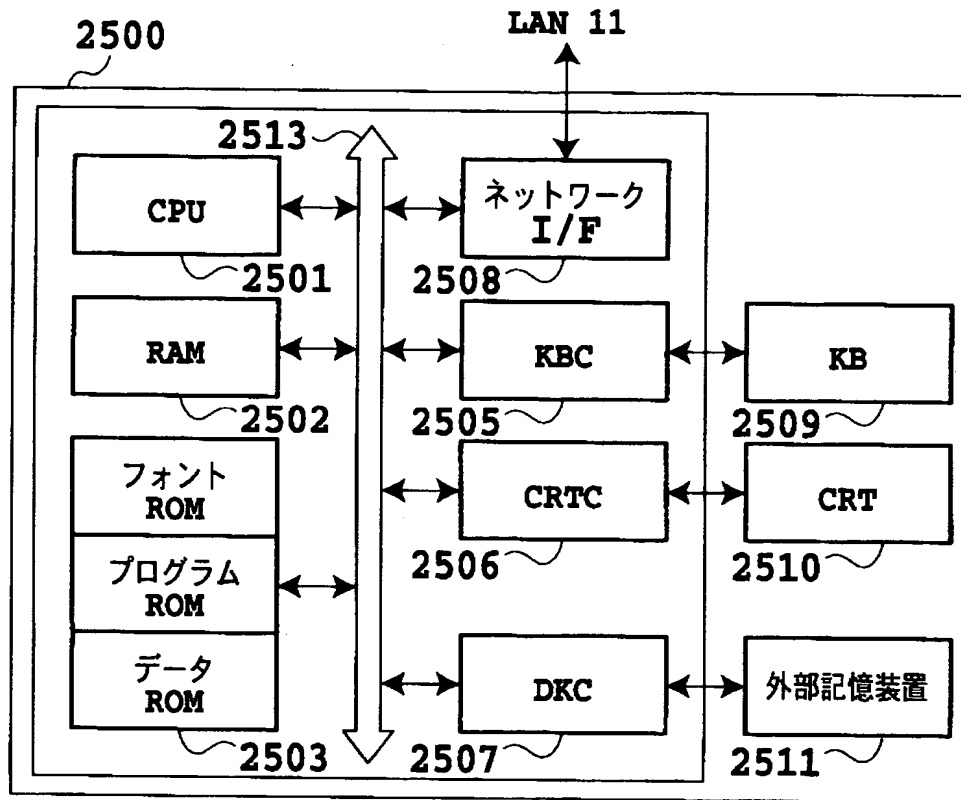 LAN 11
2500
2513
CPU
2501
ネットワーク
I/F
2508
RAM
2502
KBC
2505
KB
2509
フォント
ROM
プログラム
ROM
データ
ROM
2503
CRTC
2506
CRT
2510
DKC
2507
外部記憶装置
2511